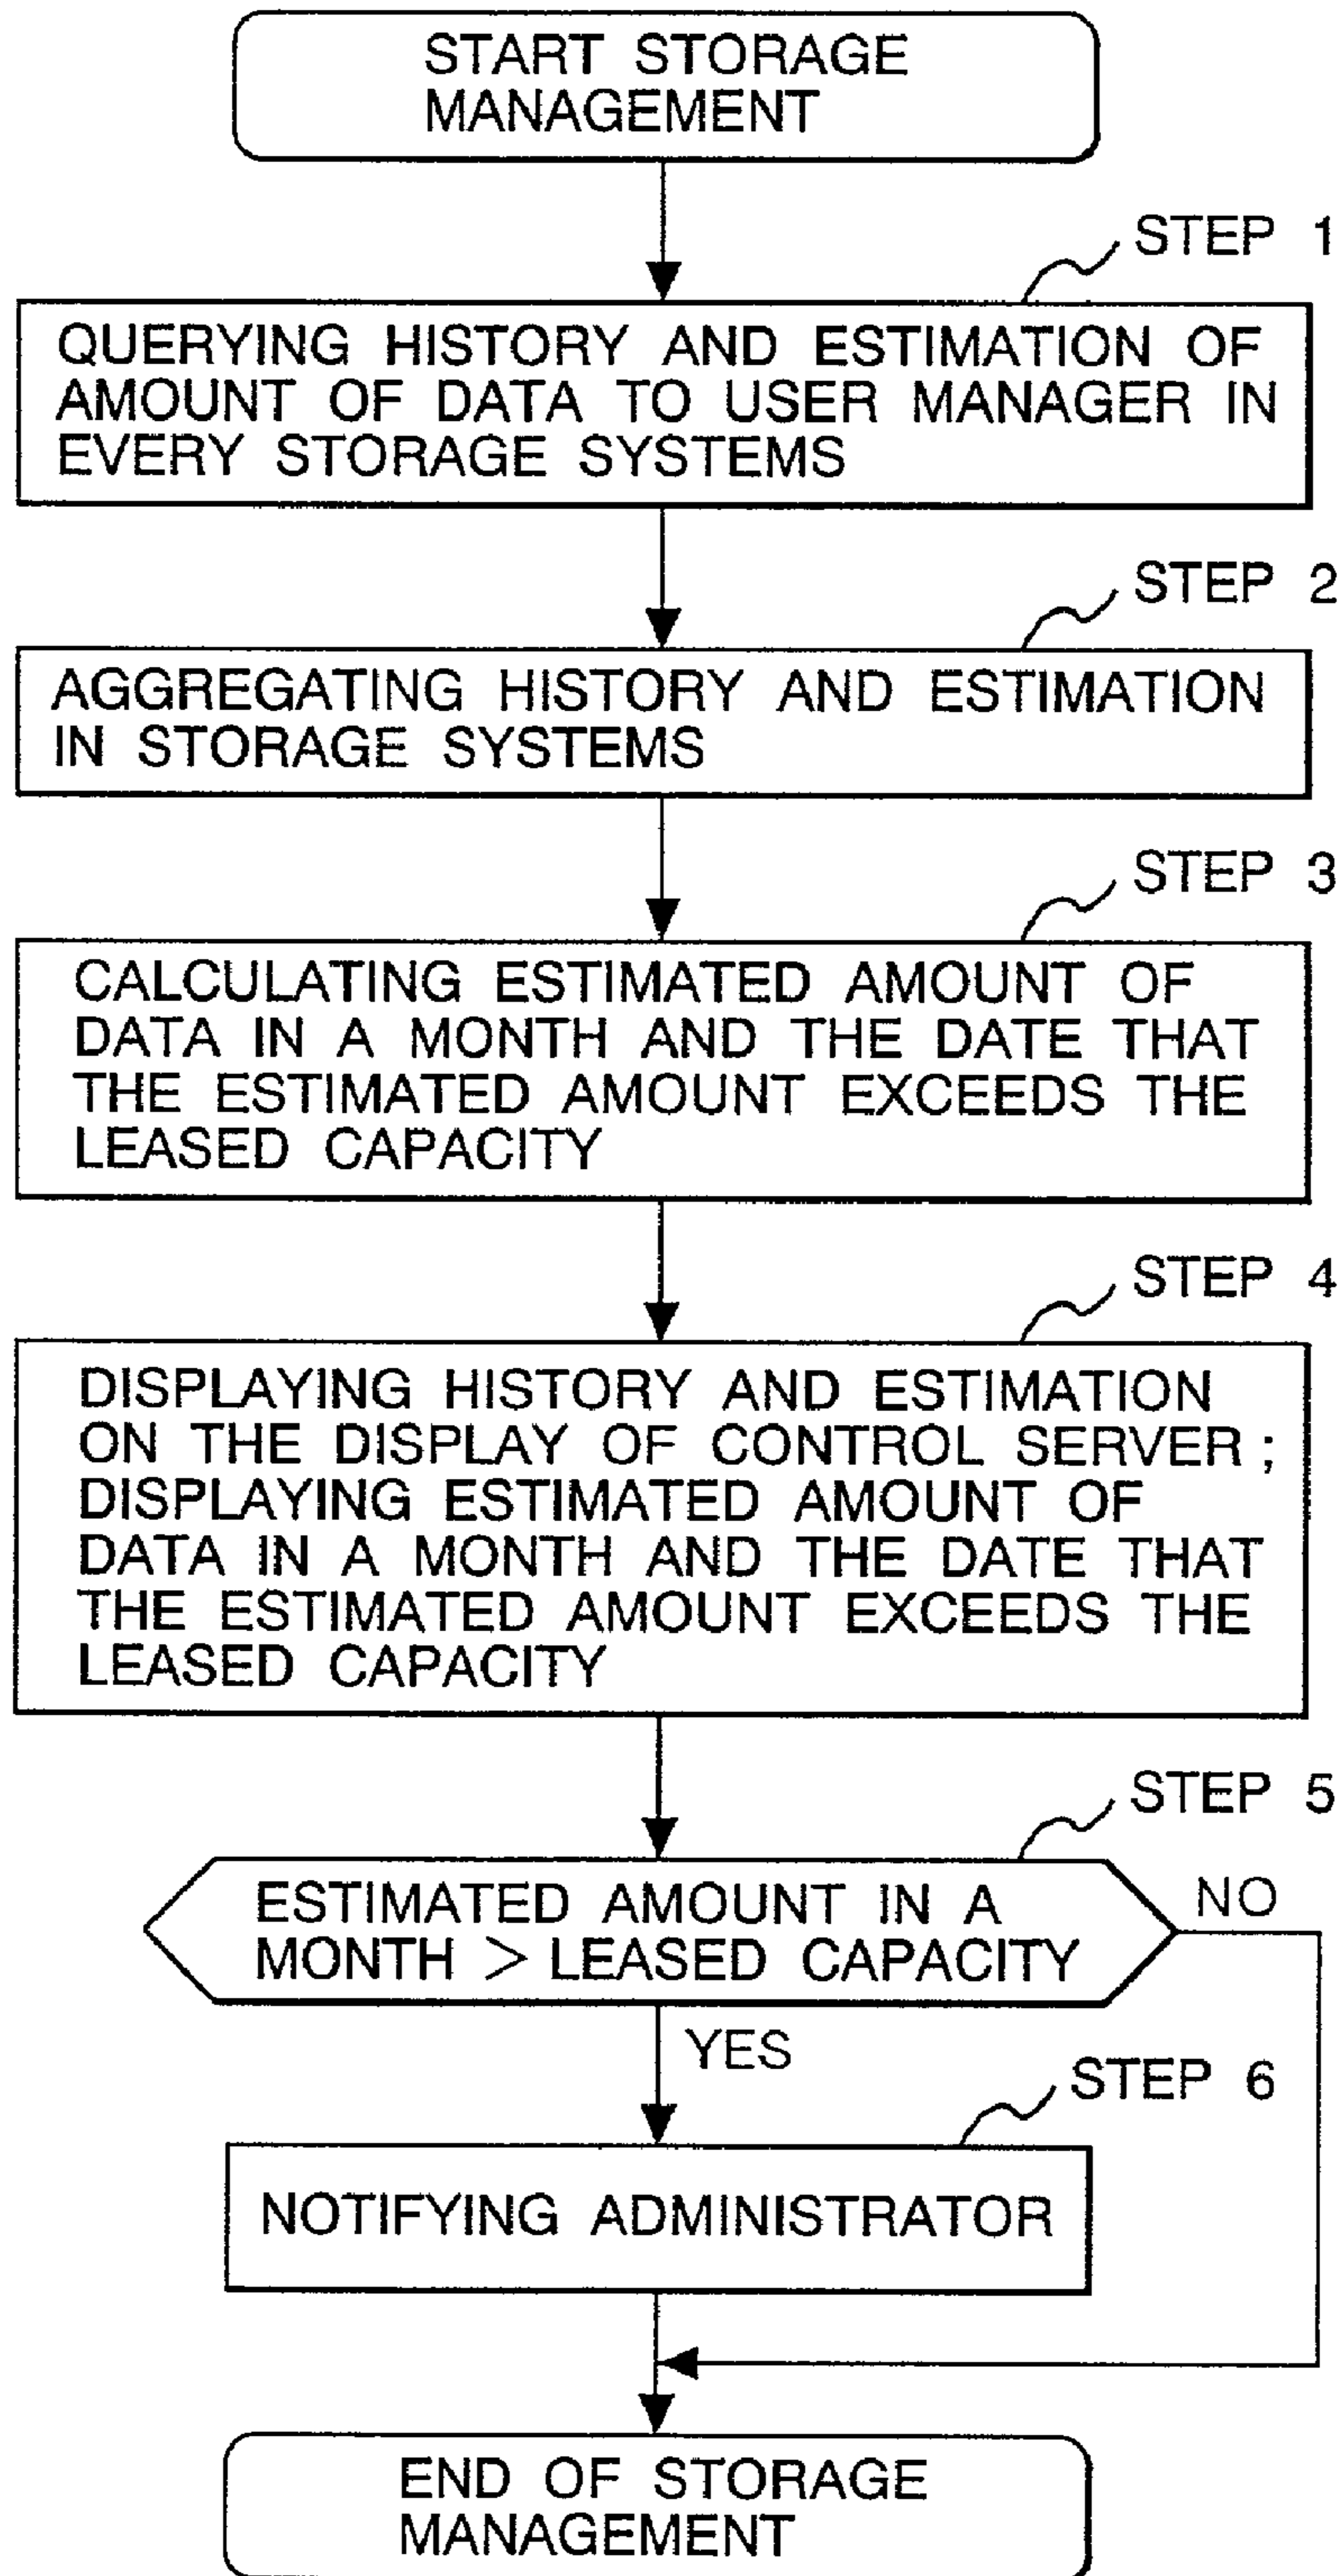 START STORAGE
MANAGEMENT
STEP 1
QUERYING HISTORY AND ESTIMATION OF
AMOUNT OF DATA TO USER MANAGER IN
EVERY STORAGE SYSTEMS
STEP 2
AGGREGATING HISTORY AND ESTIMATION
IN STORAGE SYSTEMS
STEP 3
CALCULATING ESTIMATED AMOUNT OF
DATA IN A MONTH AND THE DATE THAT
THE ESTIMATED AMOUNT EXCEEDS THE
LEASED CAPACITY
STEP 4
DISPLAYING HISTORY AND ESTIMATION
ON THE DISPLAY OF CONTROL SERVER ;
DISPLAYING ESTIMATED AMOUNT OF
DATA IN A MONTH AND THE DATE THAT
THE ESTIMATED AMOUNT EXCEEDS THE
LEASED CAPACITY
STEP 5
ESTIMATED AMOUNT IN A
MONTH > LEASED CAPACITY
NO
YES
STEP 6
NOTIFYING ADMINISTRATOR
END OF STORAGE
MANAGEMENT